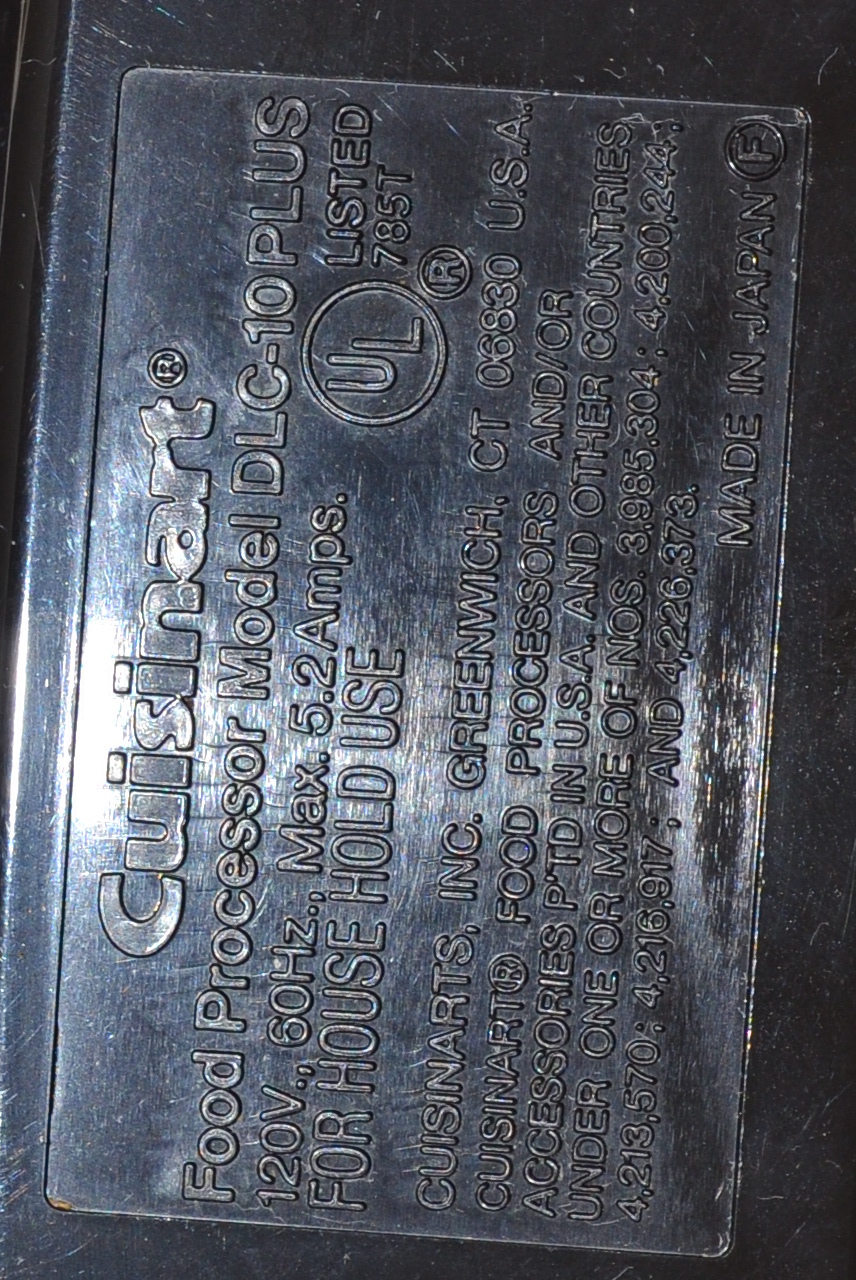 Cuisinart®
Food Processor Model DLC-10 PLUS
120V., 60Hz., Max. 5.2 Amps.
FOR HOUSE HOLD USE
UL ®
LISTED
785T
CUISINARTS, INC. GREENWICH, CT 06830 U.S.A.
CUISINART® FOOD PROCESSORS AND/OR
ACCESSORIES P'TD IN U.S.A. AND OTHER COUNTRIES
UNDER ONE OR MORE OF NOS. 3,985,304; 4,200,244;
4,213,570; 4,216,917; AND 4,226,373.
MADE IN JAPAN Ⓕ